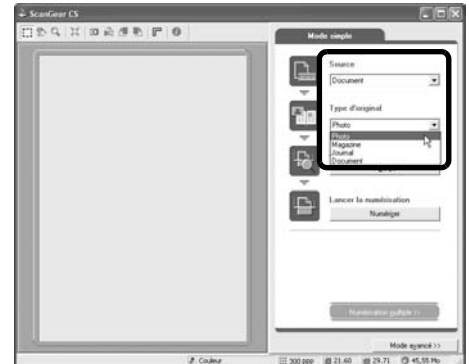 ScanGear CS
Mode simple
Source
Document
Type d'original
Photo
Photo
Magazine
Journal
Document
Lancer la numérisation
Numériser
Numérisation multiple >>
Mode avancé >>
Couleur
300 ppp
21.60
29.71
45,55 Mo